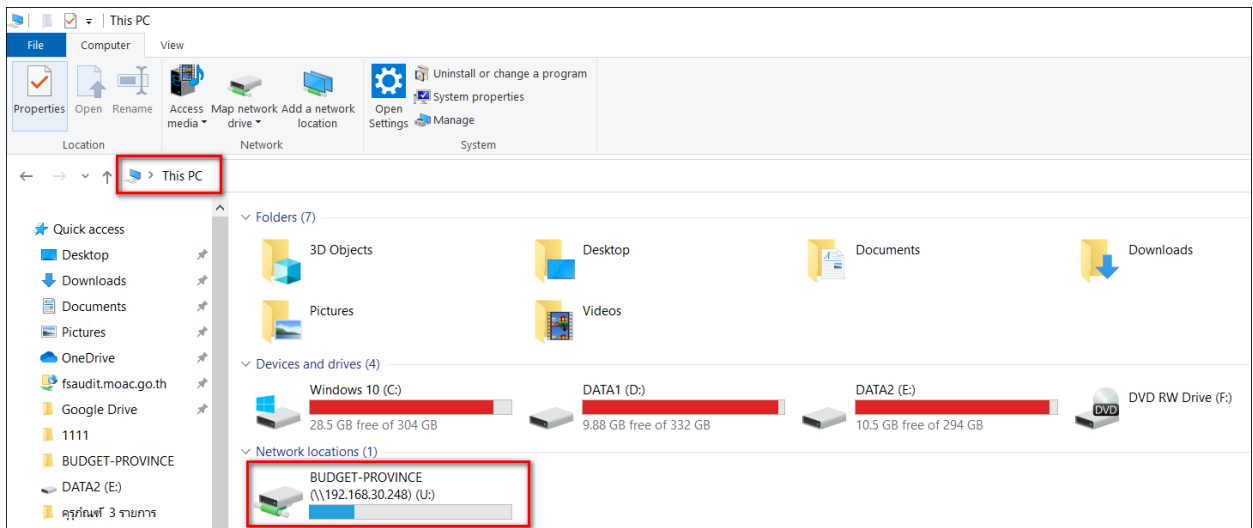 This PC
File Computer View
Properties Open Rename Access media Map network drive Add a network location Open Settings Uninstall or change a program
System properties
Manage
Location Network System
This PC
Quick access
Desktop
Downloads
Documents
Pictures
OneDrive
fsaudit.moac.go.th
Google Drive
1111
BUDGET-PROVINCE
DATA2 (E:)
ครุภัณฑ์ 3 รายการ
Folders (7)
3D Objects Desktop Documents Downloads
Pictures Videos
Devices and drives (4)
Windows 10 (C:)
28.5 GB free of 304 GB
DATA1 (D:)
9.88 GB free of 332 GB
DATA2 (E:)
10.5 GB free of 294 GB
DVD RW Drive (F:)
DVD
Network locations (1)
BUDGET-PROVINCE
(\\192.168.30.248) (U:)